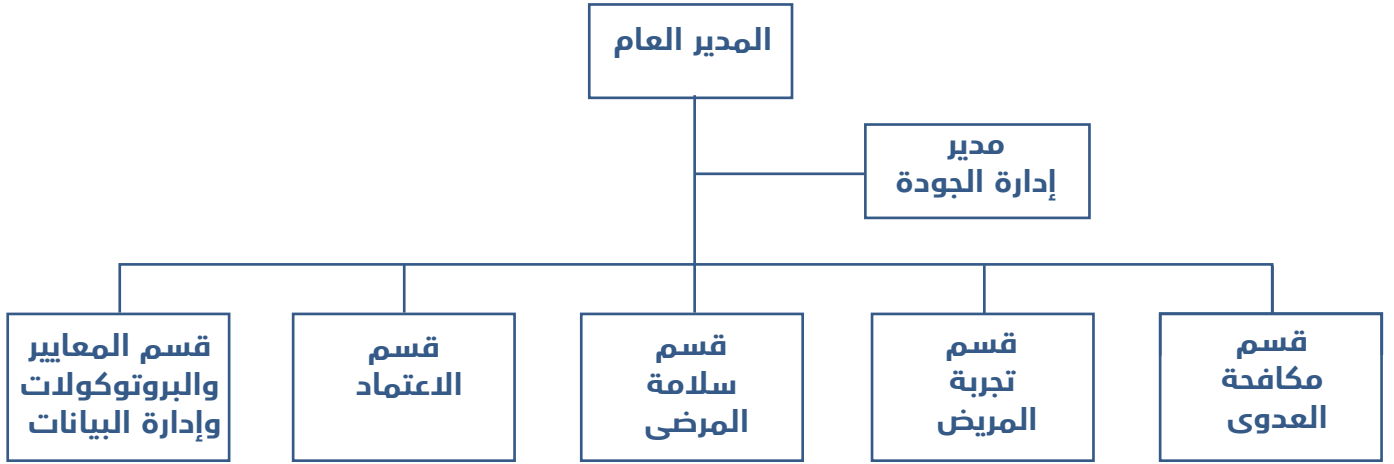 المدير العام
مدير
إدارة الجودة
قسم
مكافحة
العدوى
قسم
تجربة
المريض
قسم
سلامة
المرضى
قسم
الاعتماد
قسم المعايير
والبروتوكولات
وإدارة البيانات